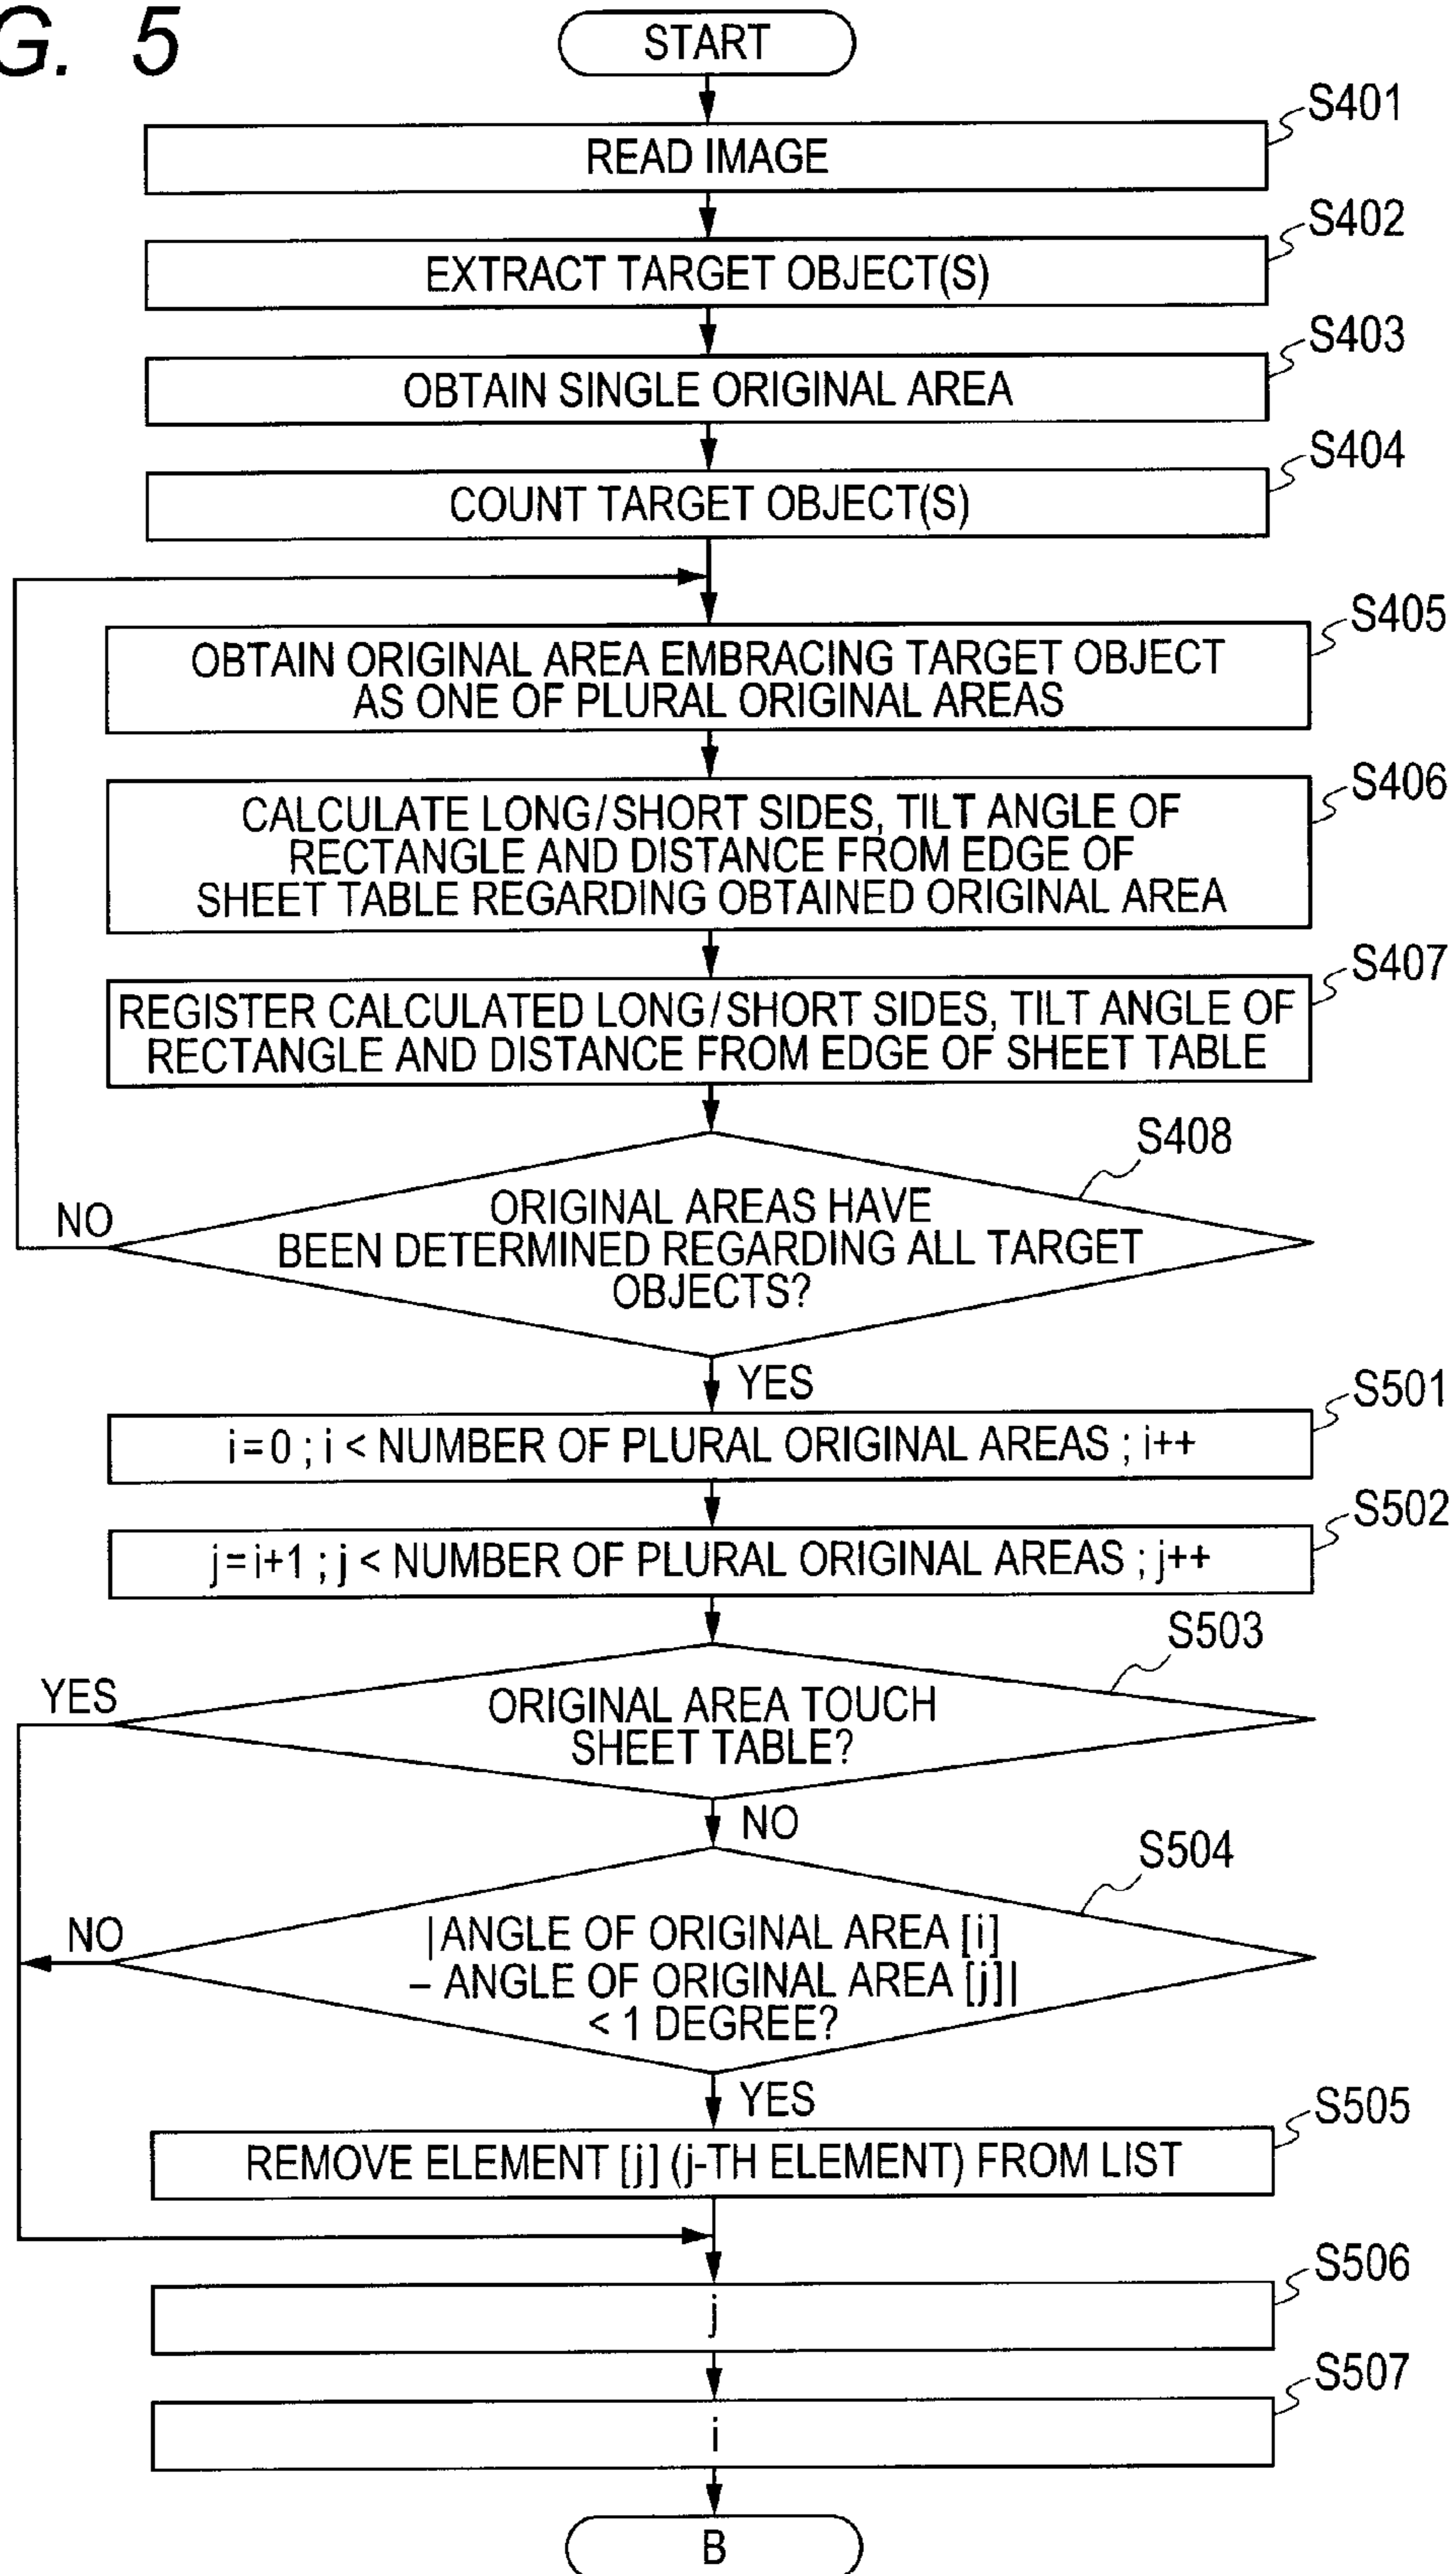 G. 5
START
S401
READ IMAGE
S402
EXTRACT TARGET OBJECT(S)
S403
OBTAIN SINGLE ORIGINAL AREA
S404
COUNT TARGET OBJECT(S)
S405
OBTAIN ORIGINAL AREA EMBRACING TARGET OBJECT
AS ONE OF PLURAL ORIGINAL AREAS
S406
CALCULATE LONG/SHORT SIDES, TILT ANGLE OF
RECTANGLE AND DISTANCE FROM EDGE OF
SHEET TABLE REGARDING OBTAINED ORIGINAL AREA
S407
REGISTER CALCULATED LONG/SHORT SIDES, TILT ANGLE OF
RECTANGLE AND DISTANCE FROM EDGE OF SHEET TABLE
S408
NO
ORIGINAL AREAS HAVE
BEEN DETERMINED REGARDING ALL TARGET
OBJECTS?
YES
S501
i=0 ; i < NUMBER OF PLURAL ORIGINAL AREAS ; i++
S502
j=i+1 ; j < NUMBER OF PLURAL ORIGINAL AREAS ; j++
S503
YES
ORIGINAL AREA TOUCH
SHEET TABLE?
NO
S504
NO
|ANGLE OF ORIGINAL AREA [i]
– ANGLE OF ORIGINAL AREA [j]|
< 1 DEGREE?
YES
S505
REMOVE ELEMENT [j] (j-TH ELEMENT) FROM LIST
S506
j
S507
i
B